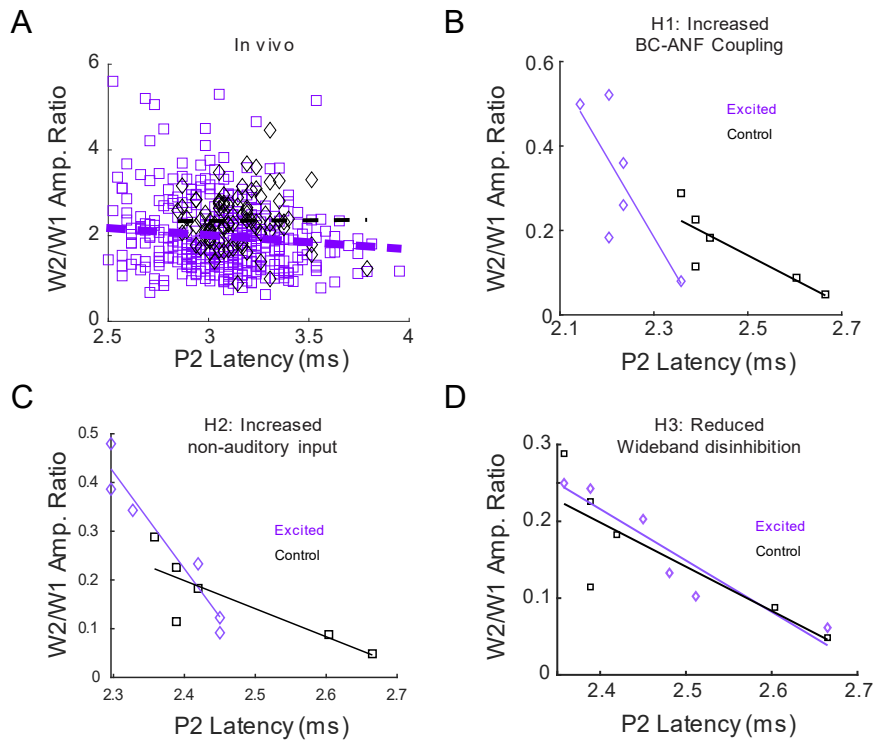 A
In vivo
W2/W1 Amp. Ratio
6
4
2
0
2.5
3
3.5
4
P2 Latency (ms)
B
H1: Increased
BC-ANF Coupling
W2/W1 Amp. Ratio
0.6
0.4
0.2
0
Excited
Control
2.1
2.3
2.5
2.7
P2 Latency (ms)
C
H2: Increased
non-auditory input
W2/W1 Amp. Ratio
0.5
0.4
0.3
0.2
0.1
0
Excited
Control
2.3
2.4
2.5
2.6
2.7
P2 Latency (ms)
D
H3: Reduced
Wideband disinhibition
W2/W1 Amp. Ratio
0.3
0.2
0.1
0
Excited
Control
2.4
2.5
2.6
2.7
P2 Latency (ms)